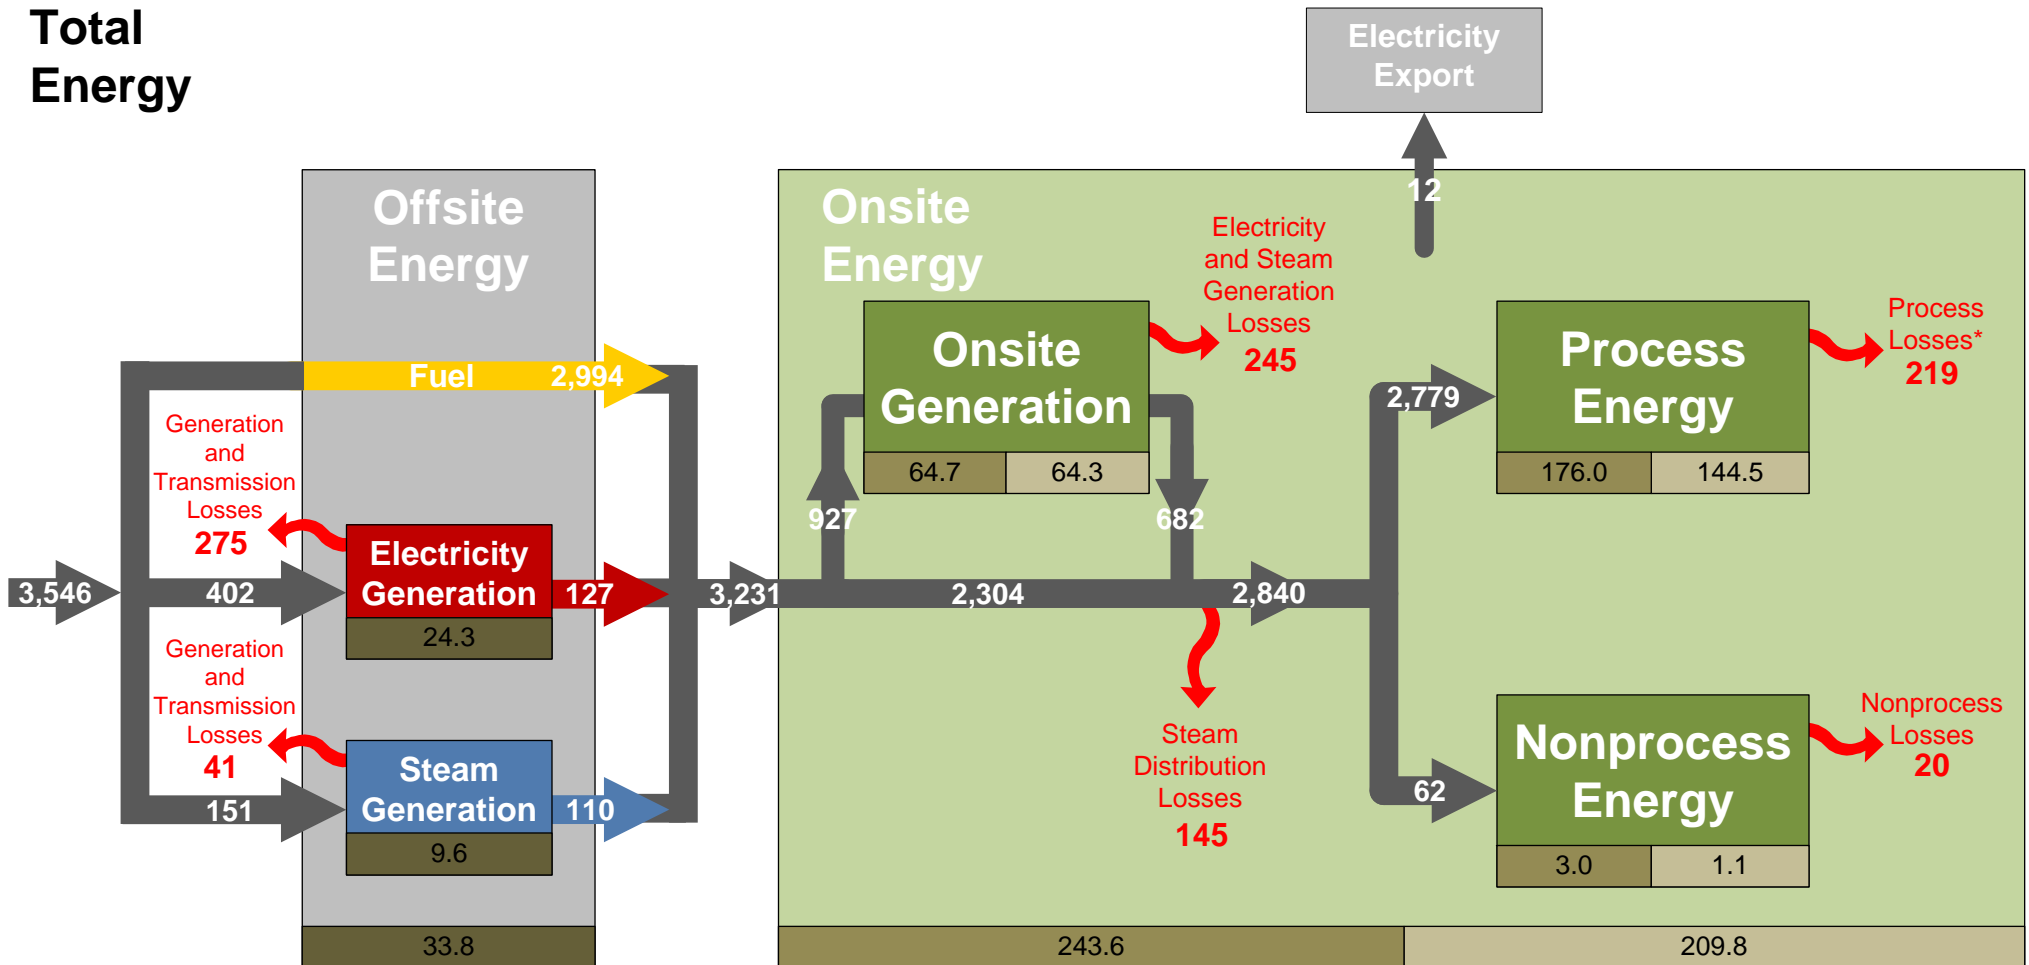 Total
Energy
Electricity
Export
12
Offsite
Energy
Fuel 2,994
Generation
and
Transmission
Losses
275
3,546
402
Electricity
Generation
127
24.3
Generation
and
Transmission
Losses
41
151
Steam
Generation
110
9.6
33.8
3,231
Onsite
Energy
Electricity
and Steam
Generation
Losses
245
Onsite
Generation
64.7 64.3
927
682
2,304
2,840
Steam
Distribution
Losses
145
2,779
Process
Energy
176.0 144.5
Process
Losses*
219
62
Nonprocess
Energy
3.0 1.1
Nonprocess
Losses
20
243.6 209.8